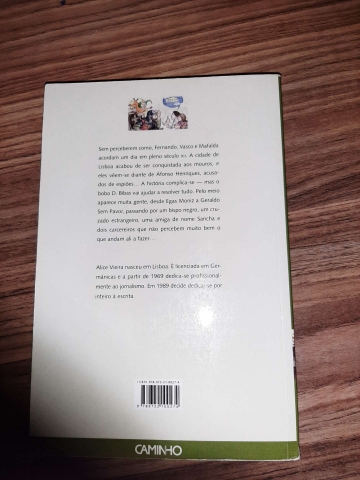 Sem perceberem como, Fernando, Vasco e Mafalda
acordam um dia em pleno século XII. A cidade de
Lisboa acabou de ser conquistada aos mouros, e
eles vêem-se diante de Afonso Henriques, acusa-
dos de espiões... A história complica-se — mas o
bobo D. Bibas vai ajudar a resolver tudo. Pelo meio
aparece muita gente, desde Egas Moniz a Geraldo
Sem Pavor, passando por um bispo negro, um cru-
zado estrangeiro, uma amiga de nome Sancha e
dois carcereiros que não percebem muito bem o
que andam ali a fazer...
Alice Vieira nasceu em Lisboa. É licenciada em Ger-
mânicas e a partir de 1969 dedica-se profissional-
mente ao jornalismo. Em 1989 decide dedicar-se por
inteiro à escrita.
CAMINHO